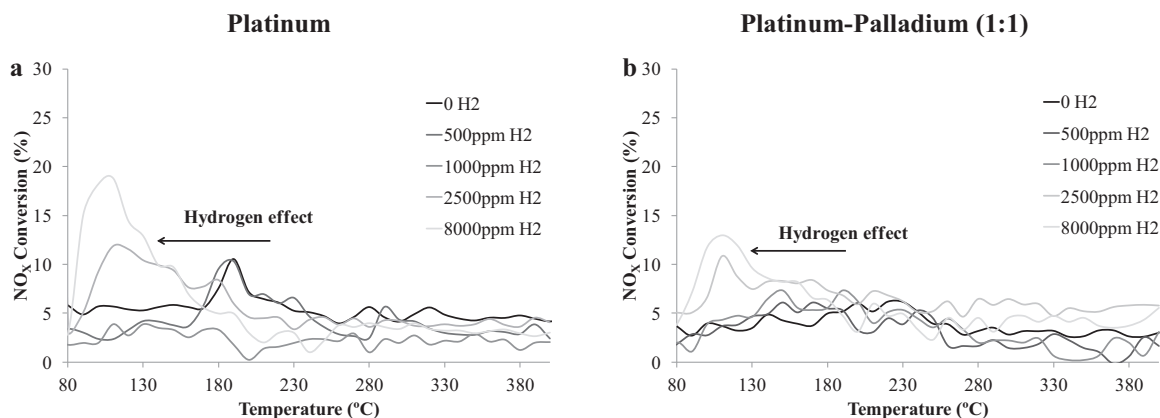 Platinum
Platinum-Palladium (1:1)
a
30
25
20
15
10
5
0
NOX Conversion (%)
0 H2
500ppm H2
1000ppm H2
2500ppm H2
8000ppm H2
Hydrogen effect
80 130 180 230 280 330 380
Temperature (ºC)
b
30
25
20
15
10
5
0
NOX Conversion (%)
0 H2
500ppm H2
1000ppm H2
2500ppm H2
8000ppm H2
Hydrogen effect
80 130 180 230 280 330 380
Temperature (ºC)